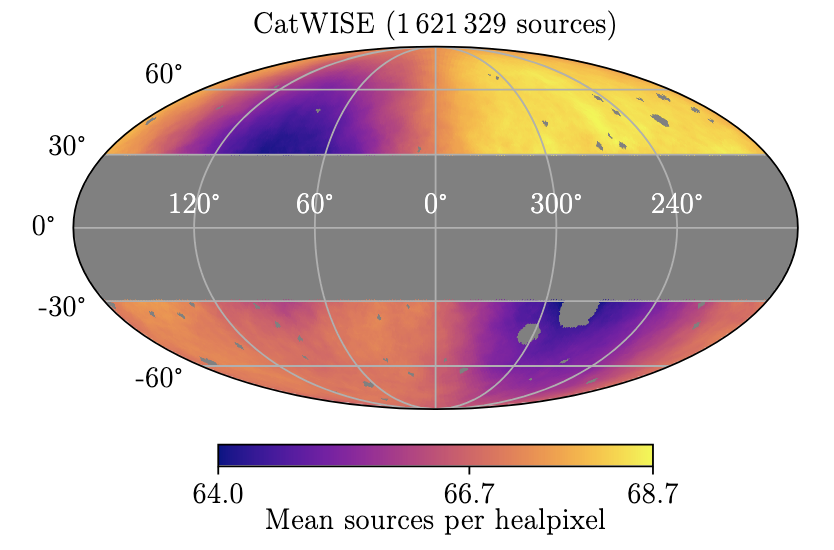 CatWISE (1 621 329 sources)
60°
30°
120° 60° 0° 300° 240°
0°
-30°
-60°
64.0 66.7 68.7
Mean sources per healpixel